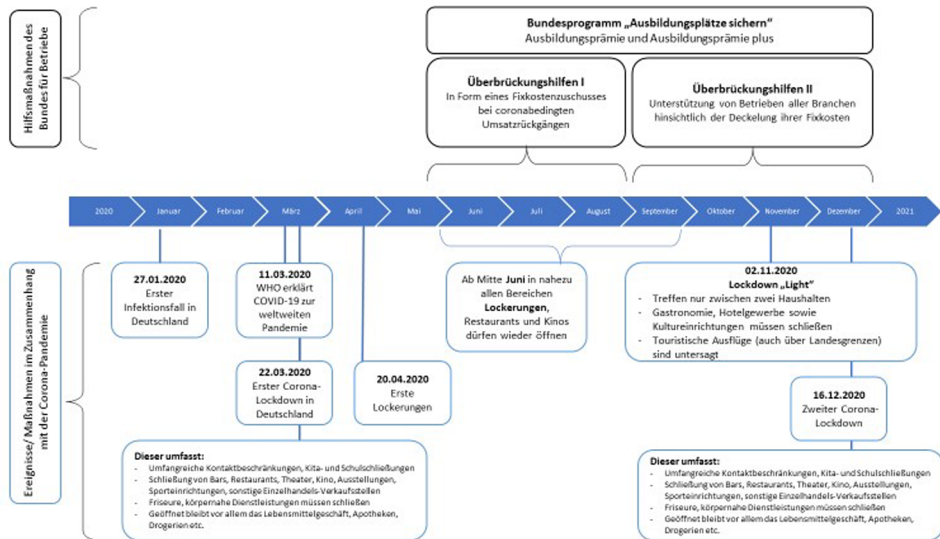 Hilfsmaßnahmen des
Bundes für Betriebe
Bundesprogramm „Ausbildungsplätze sichern“
Ausbildungsprämie und Ausbildungsprämie plus
Überbrückungshilfen I
In Form eines Fixkostenzuschusses
bei coronabedingten
Umsatzrückgängen
Überbrückungshilfen II
Unterstützung von Betrieben aller Branchen
hinsichtlich der Deckelung ihrer Fixkosten
2020 Januar Februar März April Mai Juni Juli August September Oktober November Dezember 2021
Ereignisse/ Maßnahmen im Zusammenhang
mit der Corona-Pandemie
27.01.2020
Erster
Infektionsfall in
Deutschland
11.03.2020
WHO erklärt
COVID-19 zur
weltweiten
Pandemie
22.03.2020
Erster Corona-
Lockdown in
Deutschland
20.04.2020
Erste
Lockerungen
Dieser umfasst:
- Umfangreiche Kontaktbeschränkungen, Kita- und Schulschließungen
- Schließung von Bars, Restaurants, Theater, Kino, Ausstellungen,
Sporteinrichtungen, sonstige Einzelhandels-Verkaufstellen
- Friseure, körpernahe Dienstleistungen müssen schließen
- Geöffnet bleibt vor allem das Lebensmittelgeschäft, Apotheken,
Drogerien etc.
Ab Mitte Juni in nahezu
allen Bereichen
Lockerungen,
Restaurants und Kinos
dürfen wieder öffnen
02.11.2020
Lockdown „Light“
- Treffen nur zwischen zwei Haushalten
- Gastronomie, Hotelgewerbe sowie
Kultureinrichtungen müssen schließen
- Touristische Ausflüge (auch über Landesgrenzen)
sind untersagt
16.12.2020
Zweiter Corona-
Lockdown
Dieser umfasst:
- Umfangreiche Kontaktbeschränkungen, Kita- und Schulschließungen
- Schließung von Bars, Restaurants, Theater, Kino, Ausstellungen,
Sporteinrichtungen, sonstige Einzelhandels-Verkaufstellen
- Friseure, körpernahe Dienstleistungen müssen schließen
- Geöffnet bleibt vor allem das Lebensmittelgeschäft, Apotheken,
Drogerien etc.